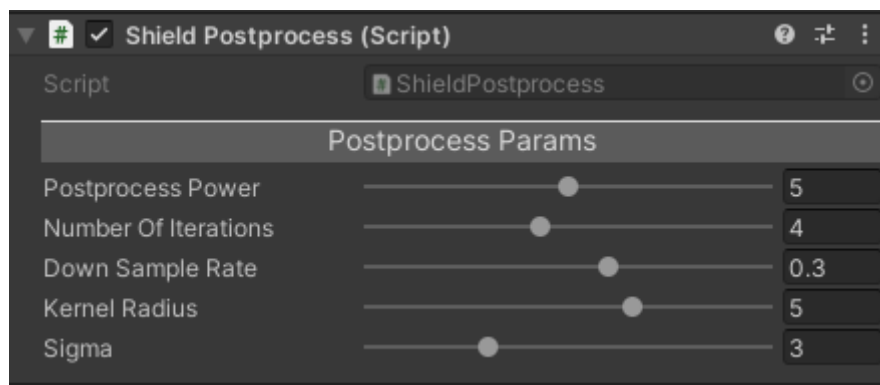 # Shield Postprocess (Script)
Script ShieldPostprocess
Postprocess Params
Postprocess Power 5
Number Of Iterations 4
Down Sample Rate 0.3
Kernel Radius 5
Sigma 3